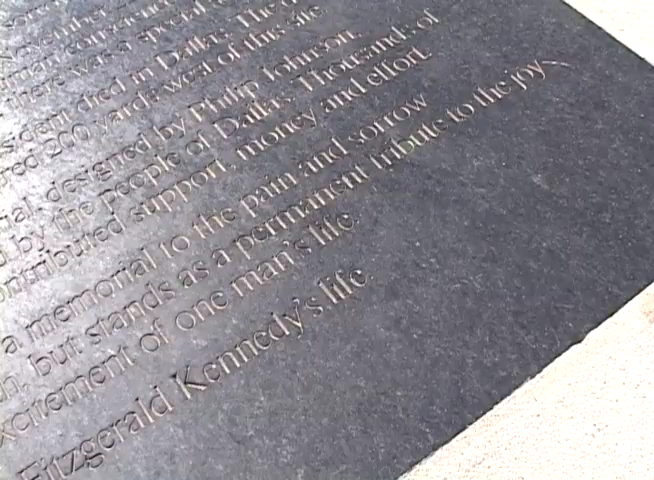 November
there was a special
sident died in Dallas. The
red 200 yards west of this site.
ial, designed by Philip Johnson,
d by the People of Dallas. Thousands of
ontributed support, money and effort.
a memorial to the pain and sorrow
h, but stands as a permanent tribute to the joy
xcitement of one man's life.
Fitzgerald Kennedy's life.